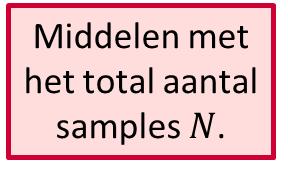 Middelen met
het total aantal
samples N.